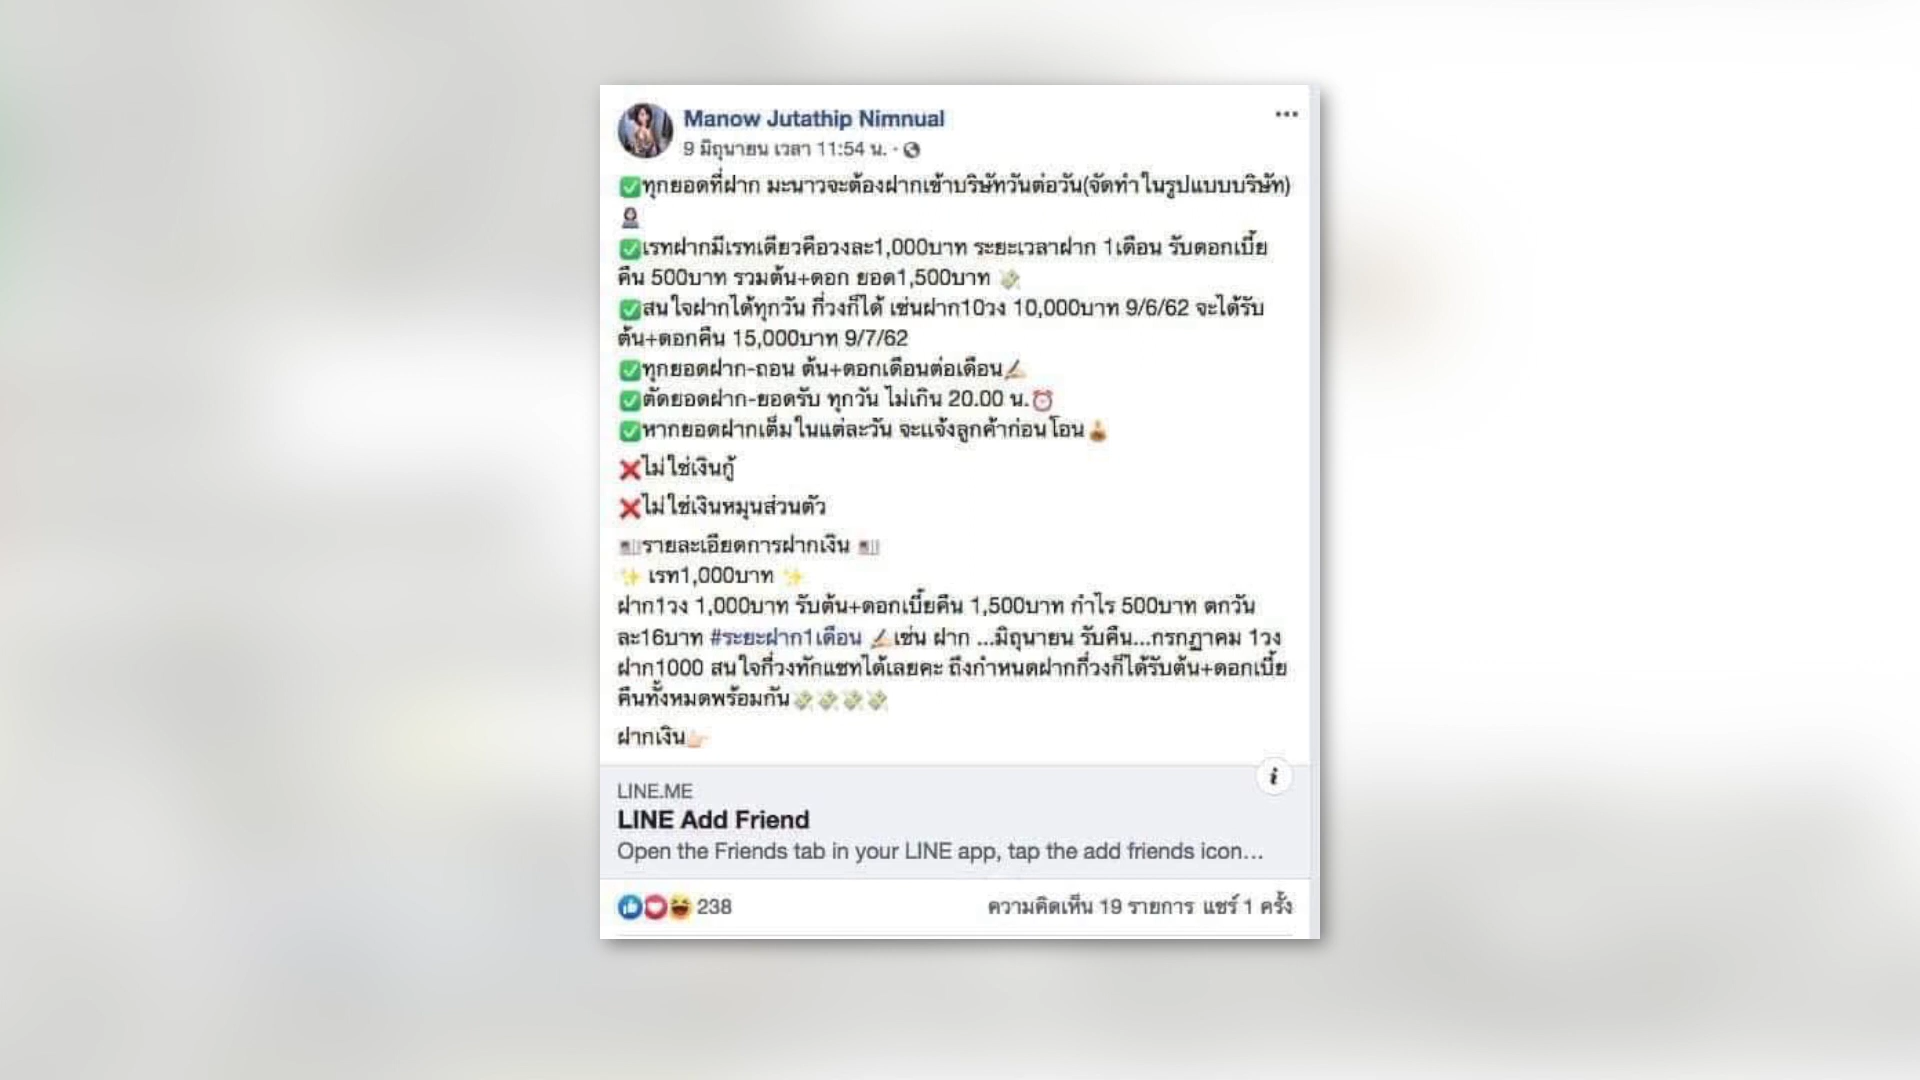 Manow Jutathip Nimnual
9 มิถุนายน เวลา 11:54 น. ·
✅ทุกยอดที่ฝาก มะนาวจะต้องฝากเข้าบริษัทวันต่อวัน(จัดทำในรูปแบบบริษัท)
✅เรทฝากมีเรทเดียวคือวงละ1,000บาท ระยะเวลาฝาก 1เดือน รับดอกเบี้ย
คืน 500บาท รวมต้น+ดอก ยอด1,500บาท 💸
✅สนใจฝากได้ทุกวัน กี่วงก็ได้ เช่นฝาก10วง 10,000บาท 9/6/62 จะได้รับ
ต้น+ดอกคืน 15,000บาท 9/7/62
✅ทุกยอดฝาก-ถอน ต้น+ดอกเดือนต่อเดือน✍🏻
✅ตัดยอดฝาก-ยอดรับ ทุกวัน ไม่เกิน 20.00 น.⏰
✅หากยอดฝากเต็มในแต่ละวัน จะแจ้งลูกค้าก่อนโอน
❌ไม่ใช่เงินกู้
❌ไม่ใช่เงินหมุนส่วนตัว
รายละเอียดการฝากเงิน
✨ เรท1,000บาท ✨
ฝาก1วง 1,000บาท รับต้น+ดอกเบี้ยคืน 1,500บาท กำไร 500บาท ตกวัน
ละ16บาท #ระยะฝาก1เดือน ✍🏻เช่น ฝาก ...มิถุนายน รับคืน...กรกฏาคม 1วง
ฝาก1000 สนใจกี่วงทักแชทได้เลยคะ ถึงกำหนดฝากกี่วงก็ได้รับต้น+ดอกเบี้ย
คืนทั้งหมดพร้อมกัน💸💸💸💸
ฝากเงิน👉🏻
LINE.ME
LINE Add Friend
Open the Friends tab in your LINE app, tap the add friends icon...
238
ความคิดเห็น 19 รายการ แชร์ 1 ครั้ง